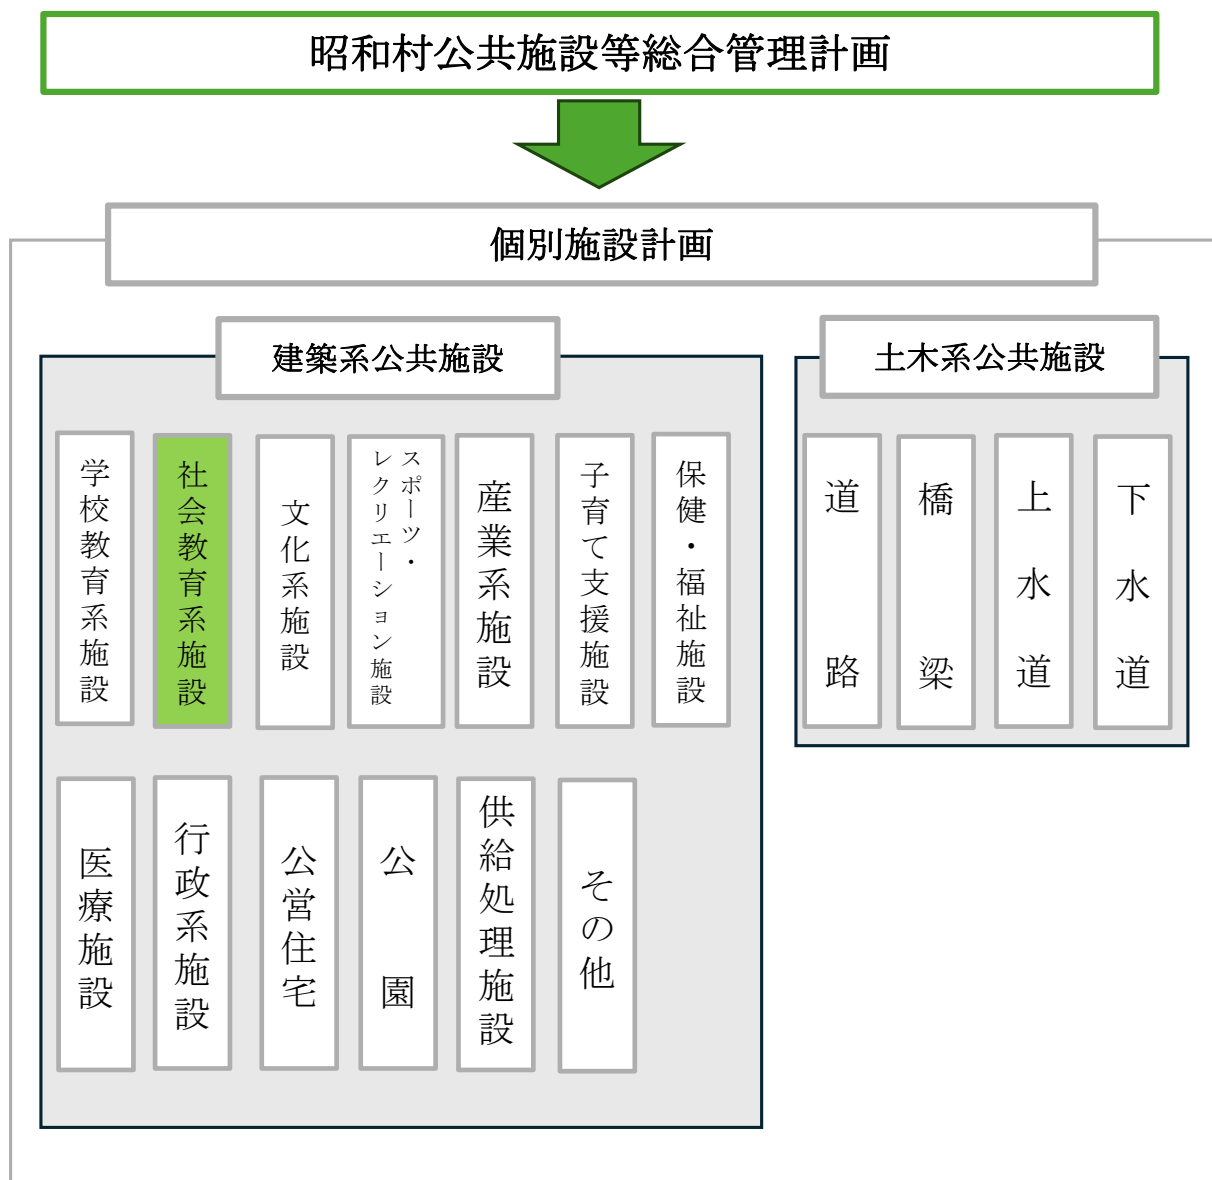 昭和村公共施設等総合管理計画
個別施設計画
建築系公共施設
学校教育系施設
社会教育系施設
文化系施設
スポーツ・
レクリエーション施設
産業系施設
子育て支援施設
保健・福祉施設
医療施設
行政系施設
公営住宅
公園
供給処理施設
その他
土木系公共施設
道路
橋梁
上水道
下水道